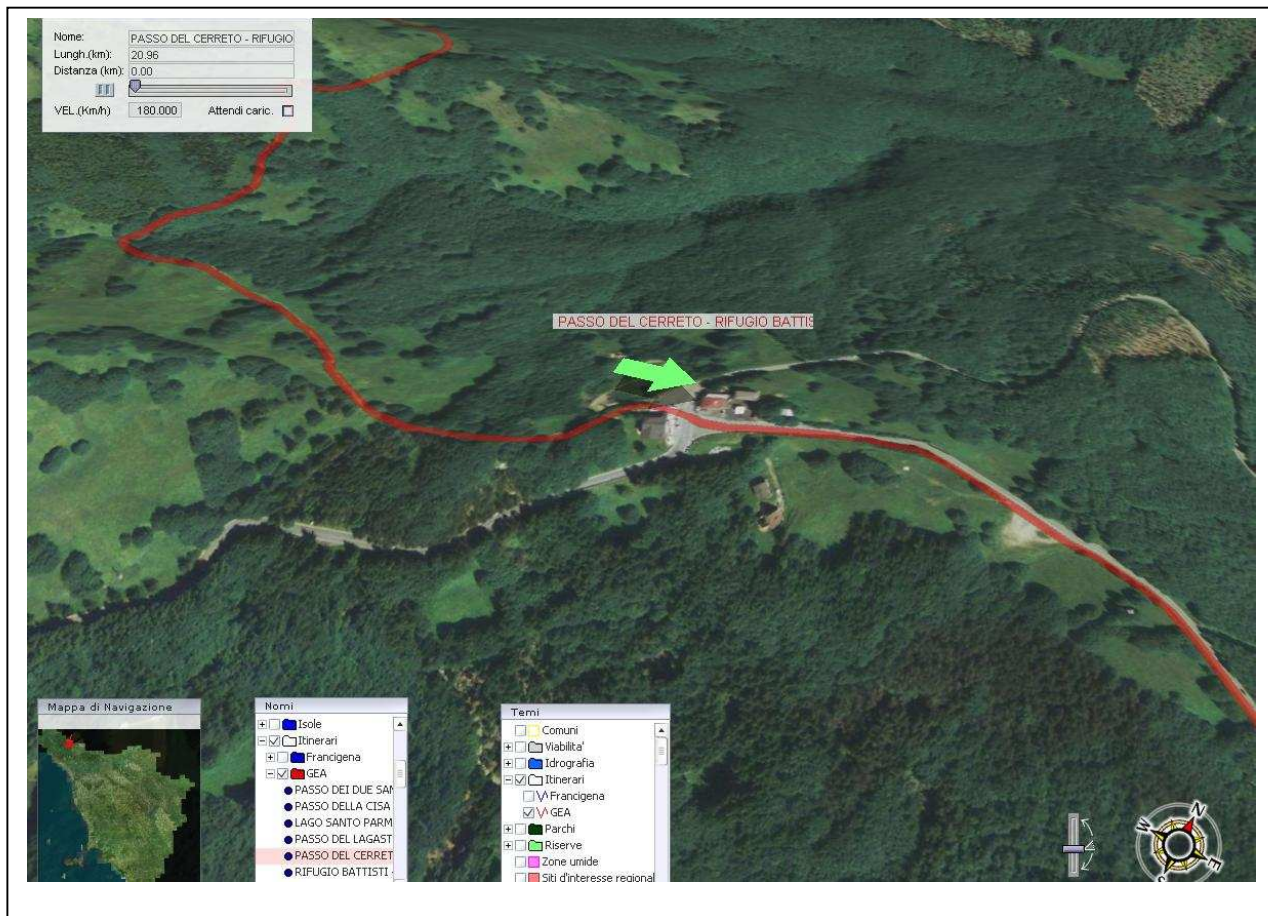 Nome: PASSO DEL CERRETO - RIFUGIO
Lungh.(km): 20.96
Distanza (km): 0.00
VEL.(Km/h) 180.000 Attendi caric.
PASSO DEL CERRETO - RIFUGIO BATTIS
Mappa di Navigazione
Nomi
Isole
Itinerari
Francigena
GEA
PASSO DEI DUE SAN
PASSO DELLA CISA
LAGO SANTO PARM
PASSO DEL LAGAST
PASSO DEL CERRET
RIFUGIO BATTISTI
Temi
Comuni
Viabilita'
Idrografia
Itinerari
Francigena
GEA
Parchi
Riserve
Zone umide
Siti d'interesse regional
N
W
E
S